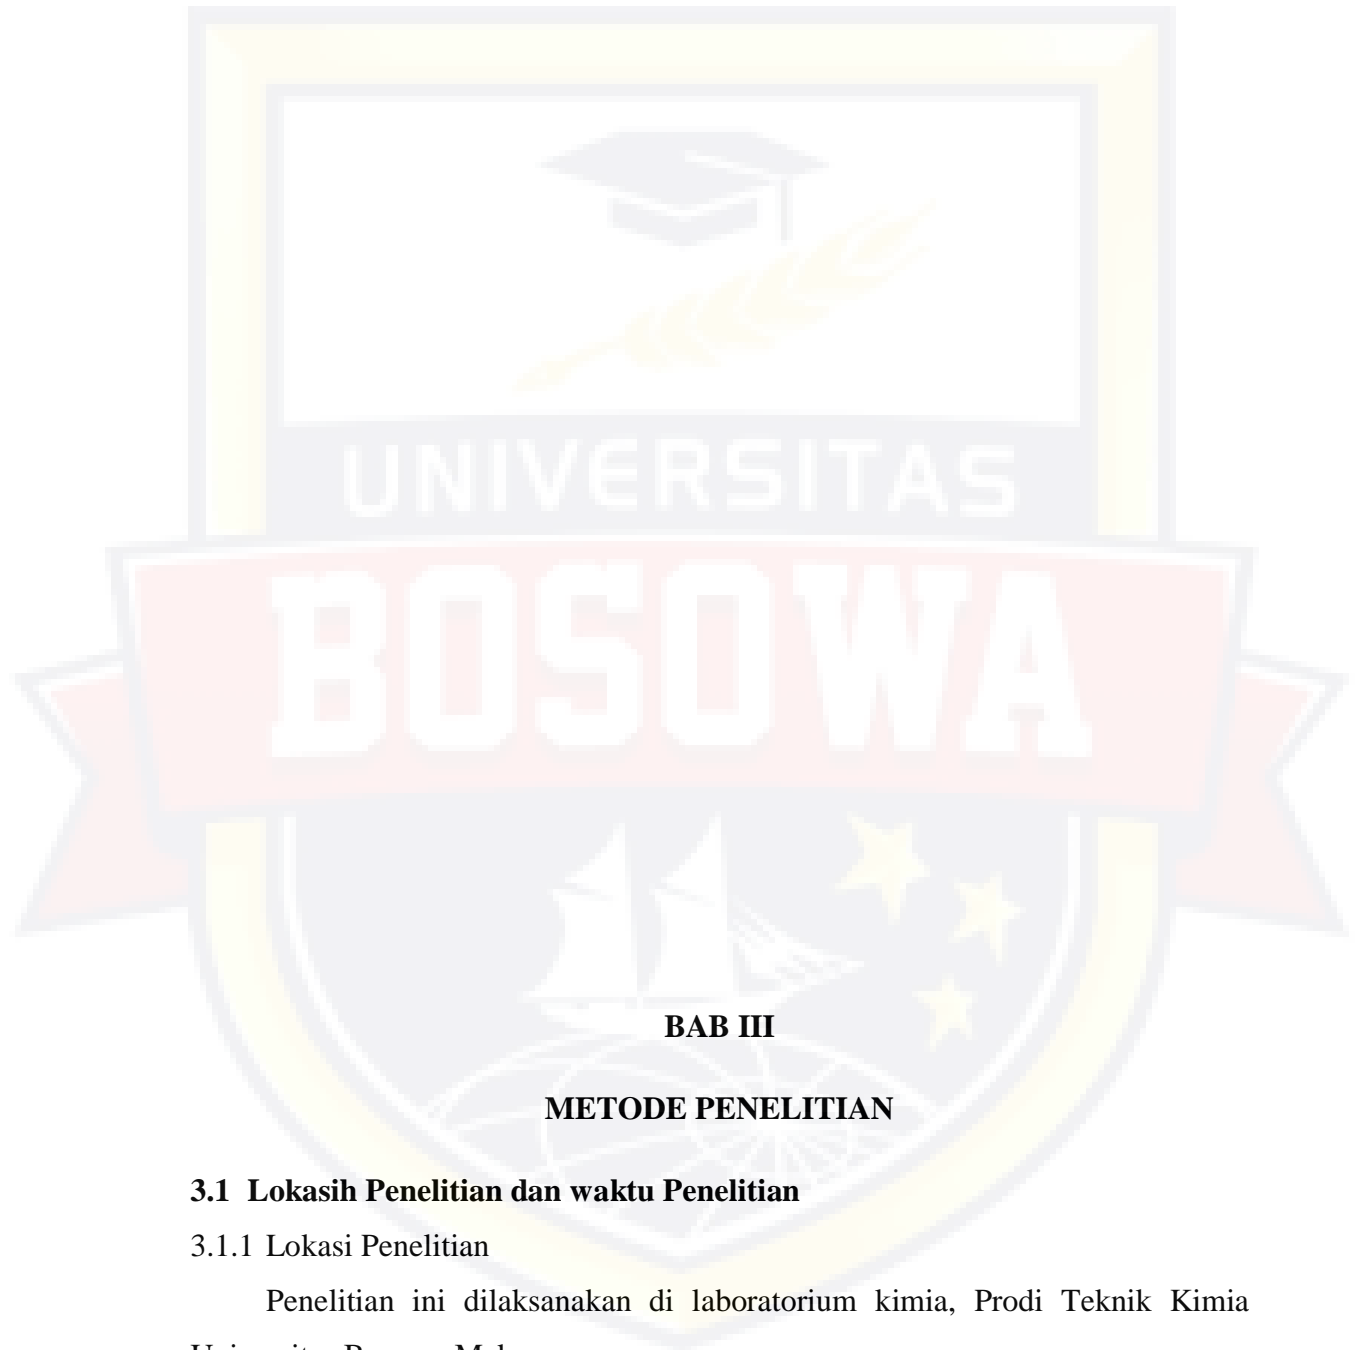 UNIVERSITAS
BOSOWA
BAB III
METODE PENELITIAN
3.1 Lokasih Penelitian dan waktu Penelitian
3.1.1 Lokasi Penelitian
Penelitian ini dilaksanakan di laboratorium kimia, Prodi Teknik Kimia